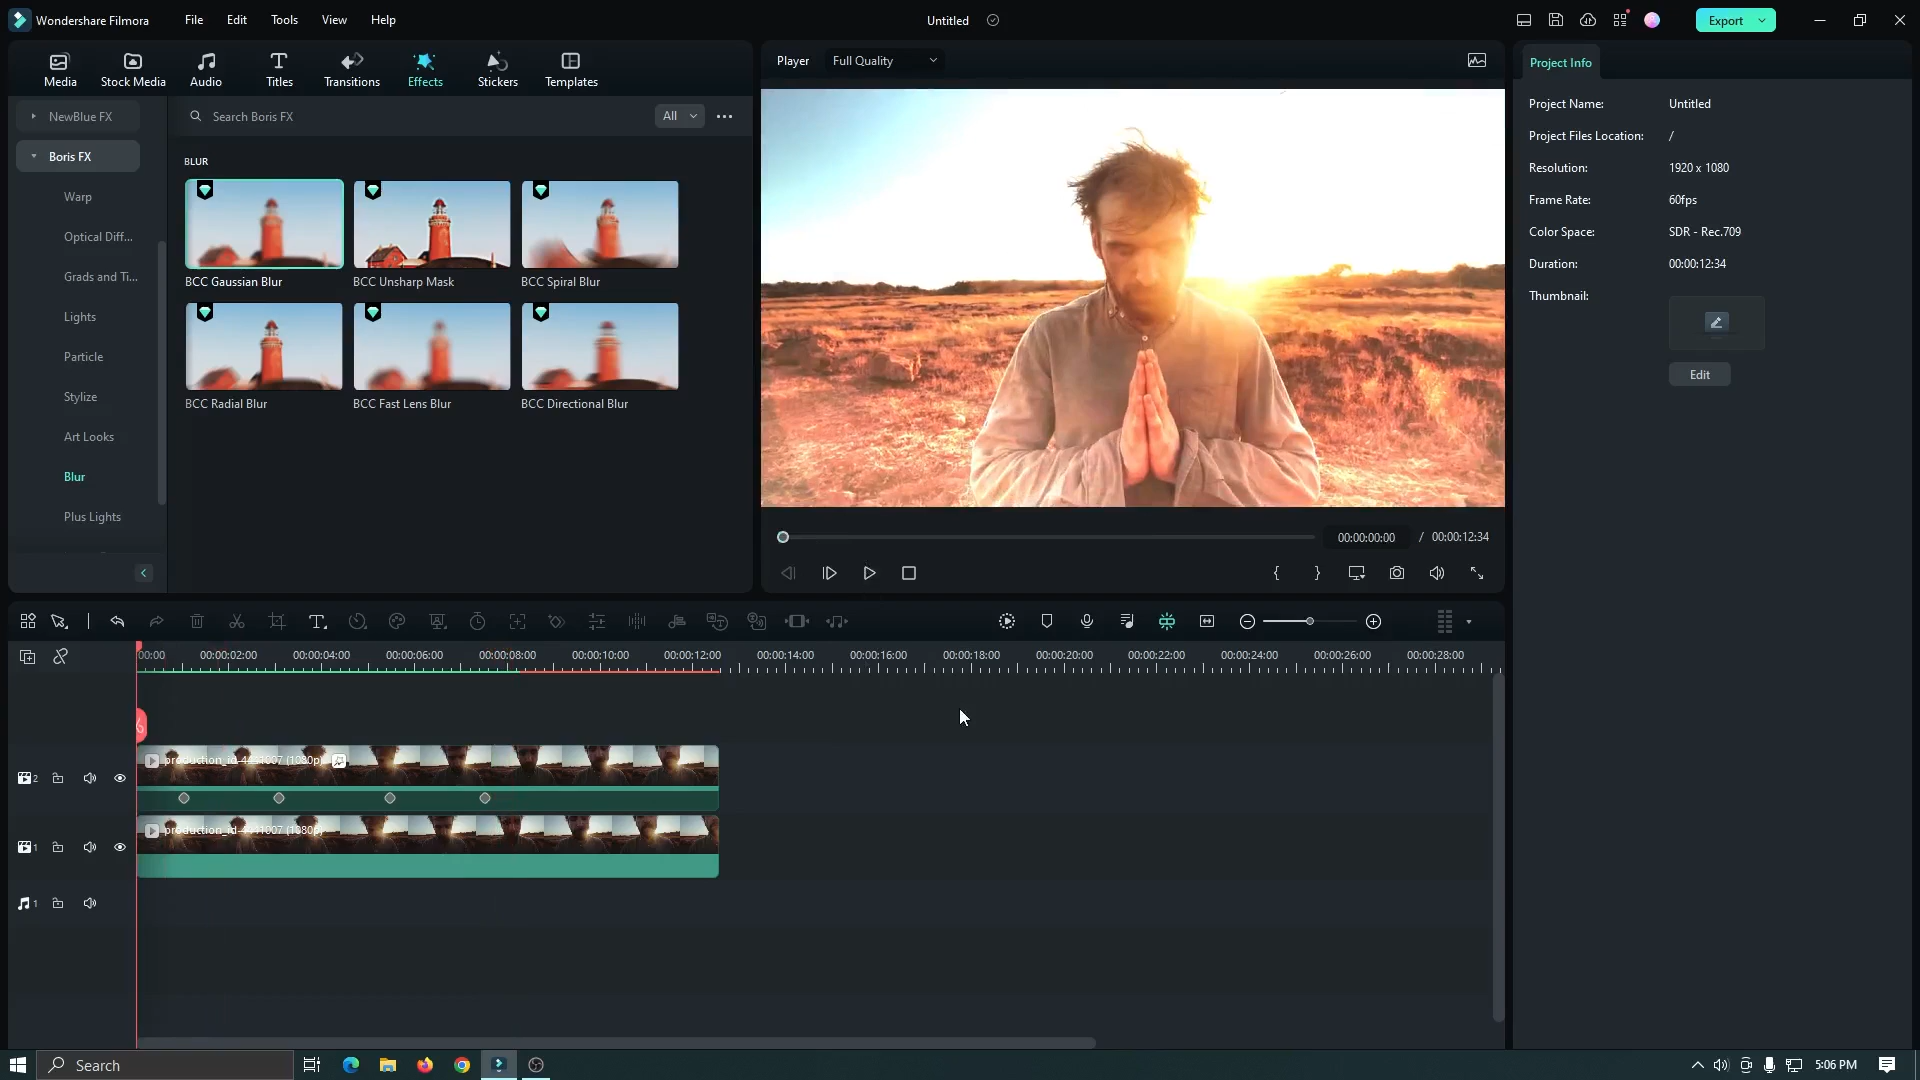 Wondershare Filmora
File
Edit
Tools
View
Help
Untitled
Export
Media
Stock Media
Audio
Titles
Transitions
Effects
Stickers
Templates
Player
Full Quality
Project Info
NewBlue FX
Boris FX
Warp
Optical Diff...
Grads and Ti...
Lights
Particle
Stylize
Art Looks
Blur
Plus Lights
Search Boris FX
All
BLUR
BCC Gaussian Blur
BCC Unsharp Mask
BCC Spiral Blur
BCC Radial Blur
BCC Fast Lens Blur
BCC Directional Blur
00:00:00:00 / 00:00:12:34
Project Name: Untitled
Project Files Location: /
Resolution: 1920 x 1080
Frame Rate: 60fps
Color Space: SDR - Rec.709
Duration: 00:00:12:34
Thumbnail:
Edit
00:00 00:00:02:00 00:00:04:00 00:00:06:00 00:00:08:00 00:00:10:00 00:00:12:00 00:00:14:00 00:00:16:00 00:00:18:00 00:00:20:00 00:00:22:00 00:00:24:00 00:00:26:00 00:00:28:00
production_id-4441007 (1080p)
2
production_id-4441007 (1080p)
1
1
Search
5:06 PM